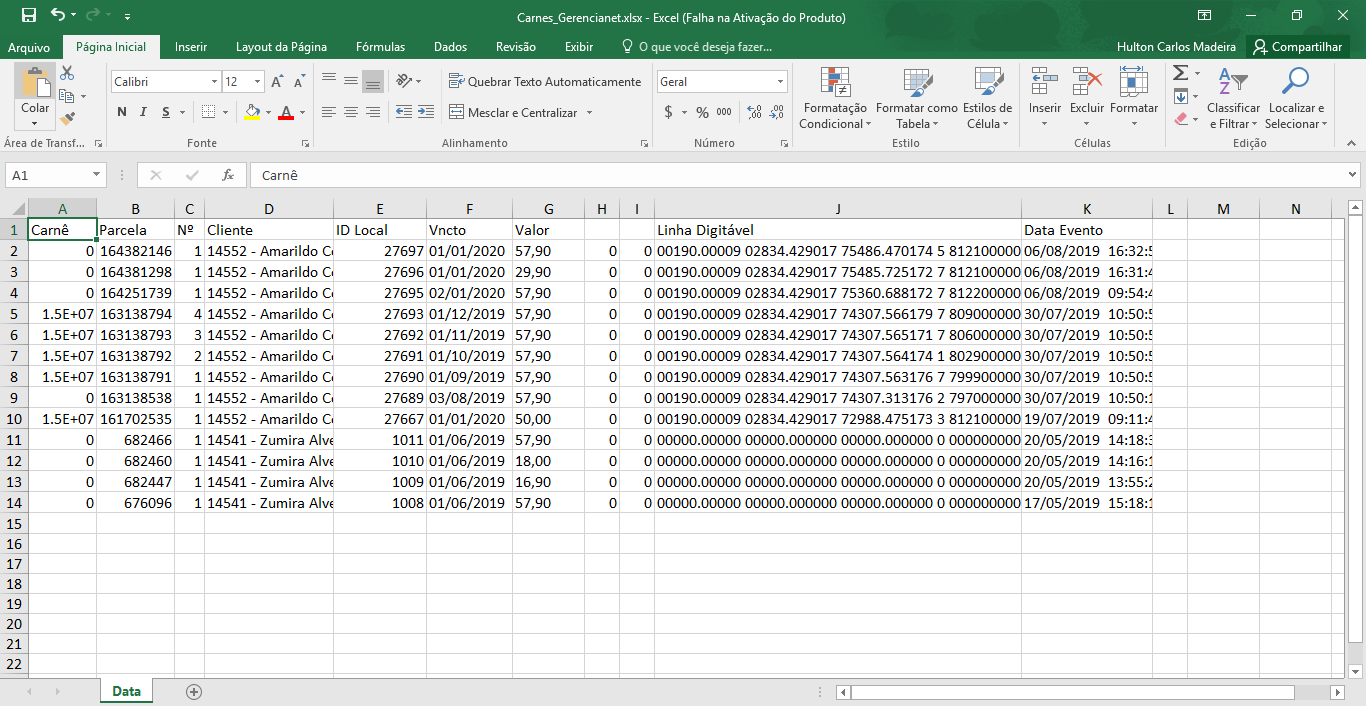 Carnes_Gerencianet.xlsx - Excel (Falha na Ativação do Produto)
Arquivo Página Inicial Inserir Layout da Página Fórmulas Dados Revisão Exibir O que você deseja fazer... Hulton Carlos Madeira Compartilhar
Colar Calibri 12 Quebrar Texto Automaticamente Geral
N I S A Mesclar e Centralizar $ % 000 ,00
Formatação Condicional Formatar como Tabela Estilos de Célula Inserir Excluir Formatar Classificar e Filtrar Localizar e Selecionar
Área de Transf... Fonte Alinhamento Número Estilo Células Edição
A1 fx Carnê
A B C D E F G H I J K L M N
1 Carnê Parcela Nº Cliente ID Local Vncto Valor Linha Digitável Data Evento
2 0 164382146 1 14552 - Amarildo Co 27697 01/01/2020 57,90 0 0 00190.00009 02834.429017 75486.470174 5 812100000 06/08/2019 16:32:5
3 0 164381298 1 14552 - Amarildo Co 27696 01/01/2020 29,90 0 0 00190.00009 02834.429017 75485.725172 7 812100000 06/08/2019 16:31:4
4 0 164251739 1 14552 - Amarildo Co 27695 02/01/2020 57,90 0 0 00190.00009 02834.429017 75360.688172 7 812200000 06/08/2019 09:54:4
5 1.5E+07 163138794 4 14552 - Amarildo Co 27693 01/12/2019 57,90 0 0 00190.00009 02834.429017 74307.566179 7 809000000 30/07/2019 10:50:5
6 1.5E+07 163138793 3 14552 - Amarildo Co 27692 01/11/2019 57,90 0 0 00190.00009 02834.429017 74307.565171 7 806000000 30/07/2019 10:50:5
7 1.5E+07 163138792 2 14552 - Amarildo Co 27691 01/10/2019 57,90 0 0 00190.00009 02834.429017 74307.564174 1 802900000 30/07/2019 10:50:5
8 1.5E+07 163138791 1 14552 - Amarildo Co 27690 01/09/2019 57,90 0 0 00190.00009 02834.429017 74307.563176 7 799900000 30/07/2019 10:50:5
9 0 163138538 1 14552 - Amarildo Co 27689 03/08/2019 57,90 0 0 00190.00009 02834.429017 74307.313176 2 797000000 30/07/2019 10:50:1
10 1.5E+07 161702535 1 14552 - Amarildo Co 27667 01/01/2020 50,00 0 0 00190.00009 02834.429017 72988.475173 3 812100000 19/07/2019 09:11:4
11 0 682466 1 14541 - Zumira Alve 1011 01/06/2019 57,90 0 0 00000.00000 00000.000000 00000.000000 0 000000000 20/05/2019 14:18:3
12 0 682460 1 14541 - Zumira Alve 1010 01/06/2019 18,00 0 0 00000.00000 00000.000000 00000.000000 0 000000000 20/05/2019 14:16:1
13 0 682447 1 14541 - Zumira Alve 1009 01/06/2019 16,90 0 0 00000.00000 00000.000000 00000.000000 0 000000000 20/05/2019 13:55:2
14 0 676096 1 14541 - Zumira Alve 1008 01/06/2019 57,90 0 0 00000.00000 00000.000000 00000.000000 0 000000000 17/05/2019 15:18:1
15
16
17
18
19
20
21
22
Data